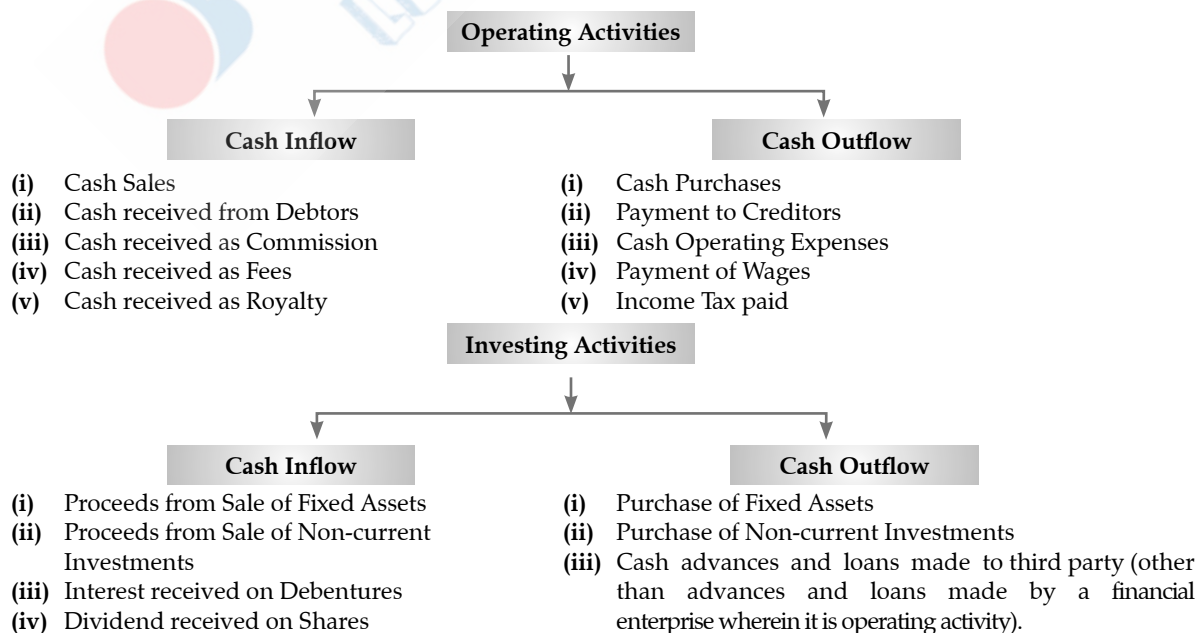 Operating Activities
Cash Inflow
(i) Cash Sales
(ii) Cash received from Debtors
(iii) Cash received as Commission
(iv) Cash received as Fees
(v) Cash received as Royalty
Cash Outflow
(i) Cash Purchases
(ii) Payment to Creditors
(iii) Cash Operating Expenses
(iv) Payment of Wages
(v) Income Tax paid
Investing Activities
Cash Inflow
(i) Proceeds from Sale of Fixed Assets
(ii) Proceeds from Sale of Non-current
Investments
(iii) Interest received on Debentures
(iv) Dividend received on Shares
Cash Outflow
(i) Purchase of Fixed Assets
(ii) Purchase of Non-current Investments
(iii) Cash advances and loans made to third party (other
than advances and loans made by a financial
enterprise wherein it is operating activity).